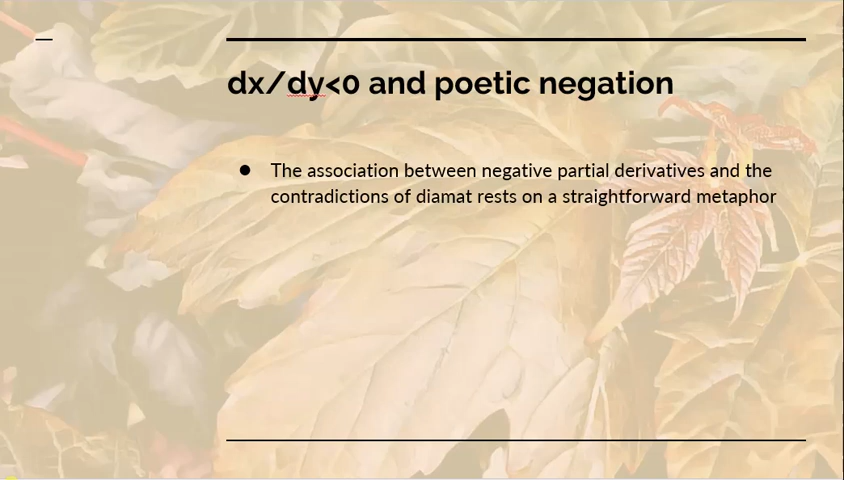 dx/dy<0 and poetic negation
● The association between negative partial derivatives and the
contradictions of diamat rests on a straightforward metaphor